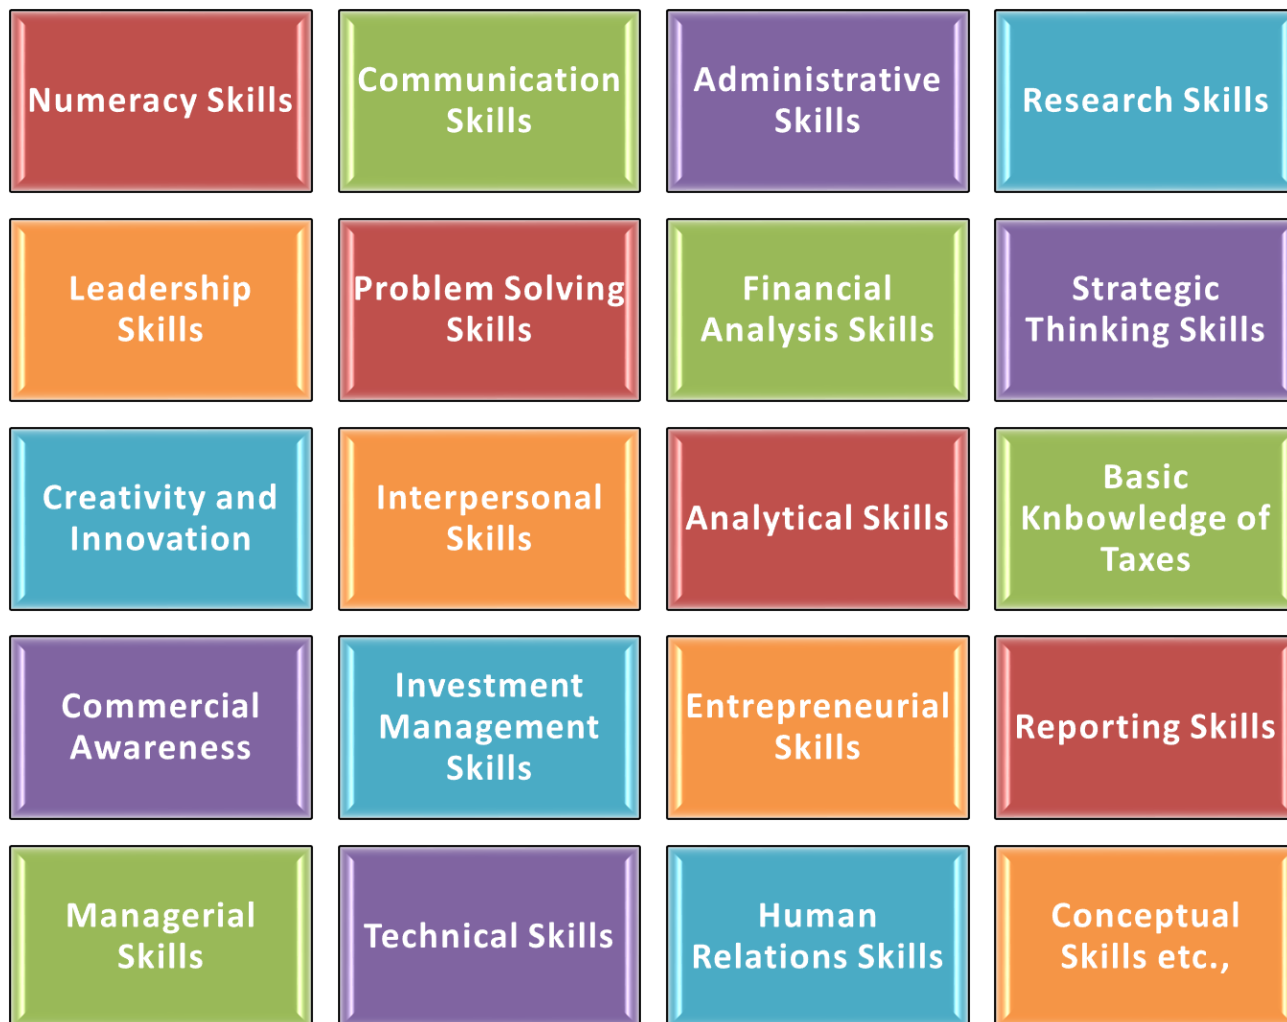 Numeracy Skills
Communication
Skills
Administrative
Skills
Research Skills
Leadership
Skills
Problem Solving
Skills
Financial
Analysis Skills
Strategic
Thinking Skills
Creativity and
Innovation
Interpersonal
Skills
Analytical Skills
Basic
Knbowledge of
Taxes
Commercial
Awareness
Investment
Management
Skills
Entrepreneurial
Skills
Reporting Skills
Managerial
Skills
Technical Skills
Human
Relations Skills
Conceptual
Skills etc.,